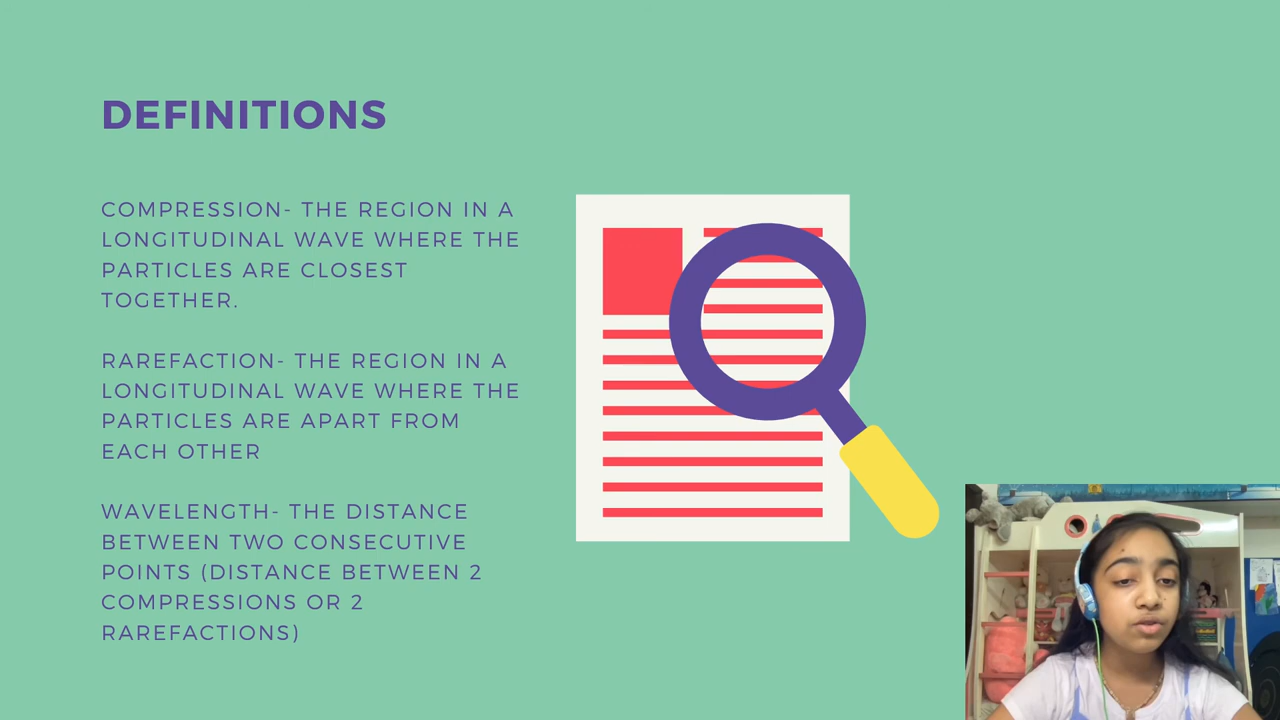 DEFINITIONS
COMPRESSION- THE REGION IN A
LONGITUDINAL WAVE WHERE THE
PARTICLES ARE CLOSEST
TOGETHER.
RAREFACTION- THE REGION IN A
LONGITUDINAL WAVE WHERE THE
PARTICLES ARE APART FROM
EACH OTHER
WAVELENGTH- THE DISTANCE
BETWEEN TWO CONSECUTIVE
POINTS (DISTANCE BETWEEN 2
COMPRESSIONS OR 2
RAREFACTIONS)